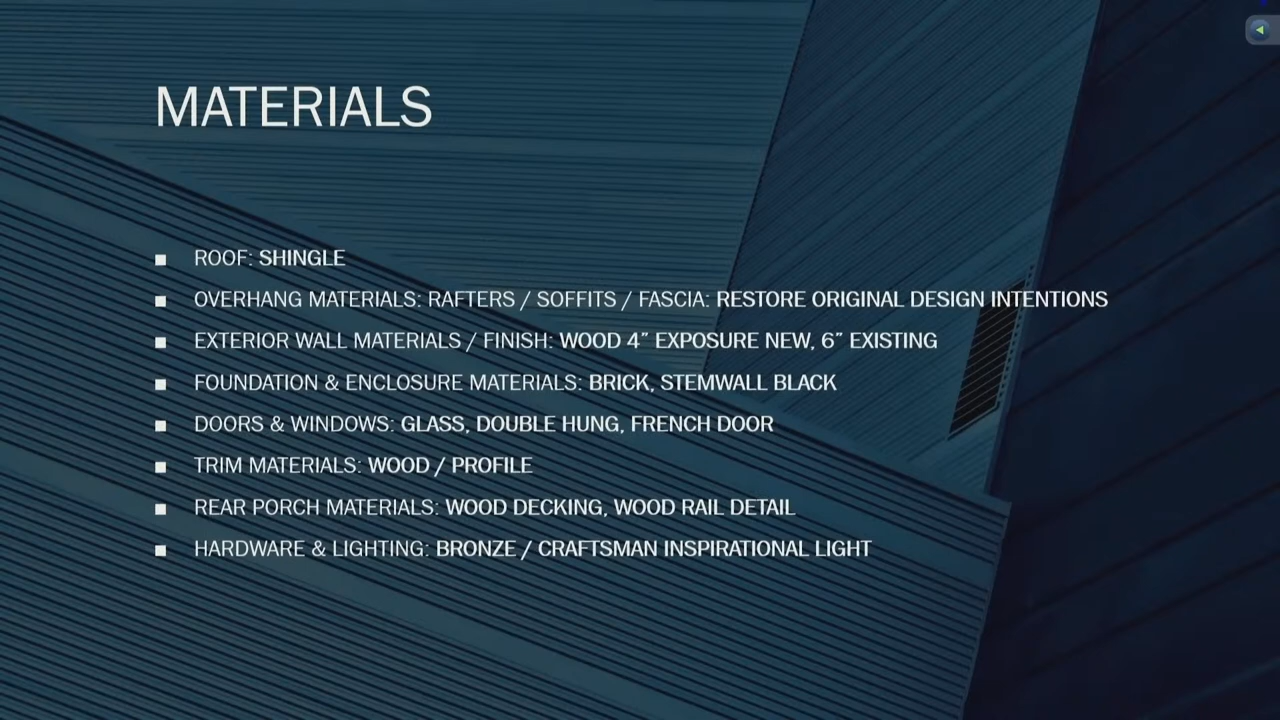 MATERIALS
■ ROOF: SHINGLE
■ OVERHANG MATERIALS: RAFTERS / SOFFITS / FASCIA: RESTORE ORIGINAL DESIGN INTENTIONS
■ EXTERIOR WALL MATERIALS / FINISH: WOOD 4” EXPOSURE NEW, 6” EXISTING
■ FOUNDATION & ENCLOSURE MATERIALS: BRICK, STEMWALL BLACK
■ DOORS & WINDOWS: GLASS, DOUBLE HUNG, FRENCH DOOR
■ TRIM MATERIALS: WOOD / PROFILE
■ REAR PORCH MATERIALS: WOOD DECKING, WOOD RAIL DETAIL
■ HARDWARE & LIGHTING: BRONZE / CRAFTSMAN INSPIRATIONAL LIGHT